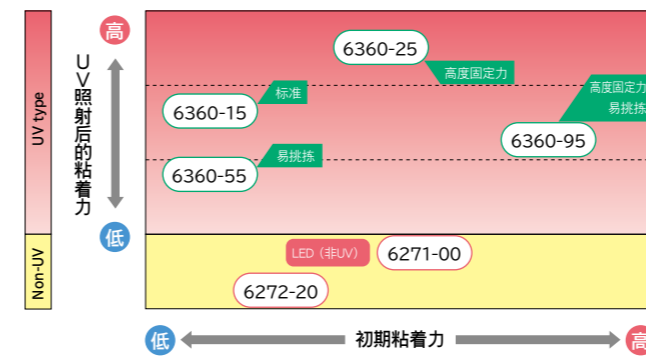 UV type
Non-UV
高
UV照射后的粘着力
低
6360-25
高度固定力
标准
6360-15
高度固定力
易挑拣
6360-95
易挑拣
6360-55
LED（非UV）
6271-00
6272-20
低
初期粘着力
高